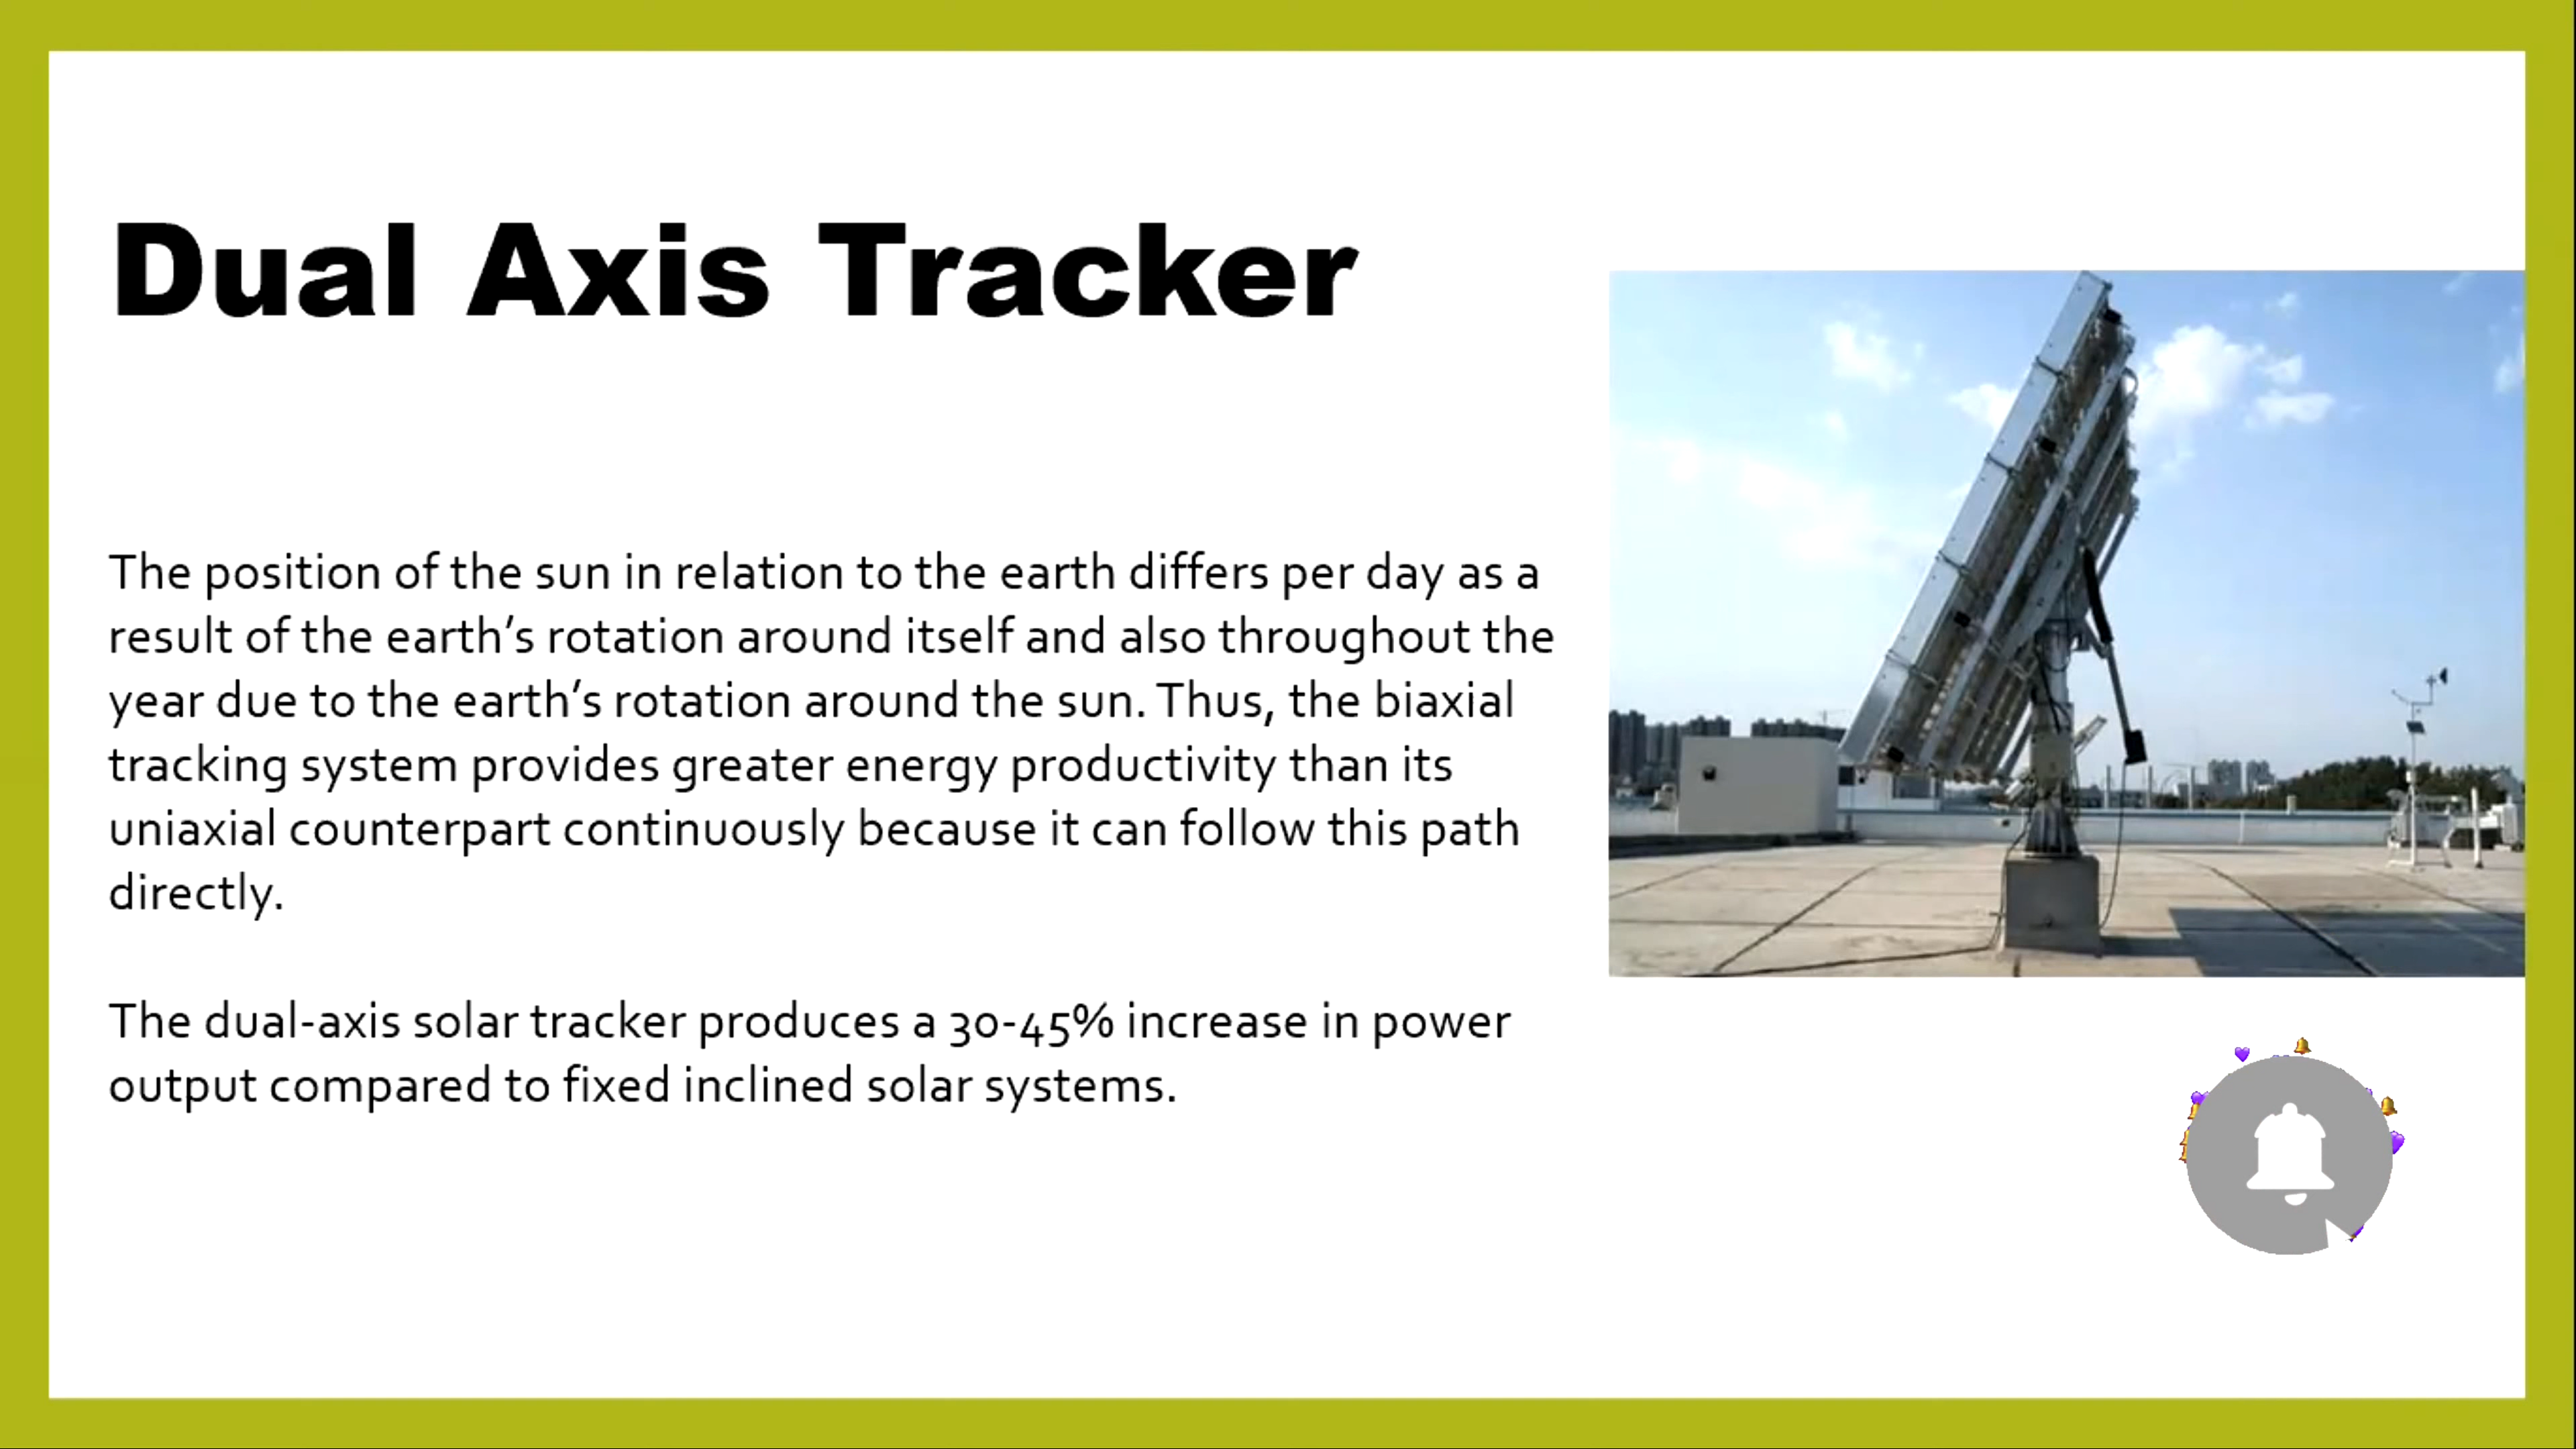 Dual Axis Tracker
The position of the sun in relation to the earth differs per day as a
result of the earth’s rotation around itself and also throughout the
year due to the earth’s rotation around the sun. Thus, the biaxial
tracking system provides greater energy productivity than its
uniaxial counterpart continuously because it can follow this path
directly.
The dual-axis solar tracker produces a 30-45% increase in power
output compared to fixed inclined solar systems.